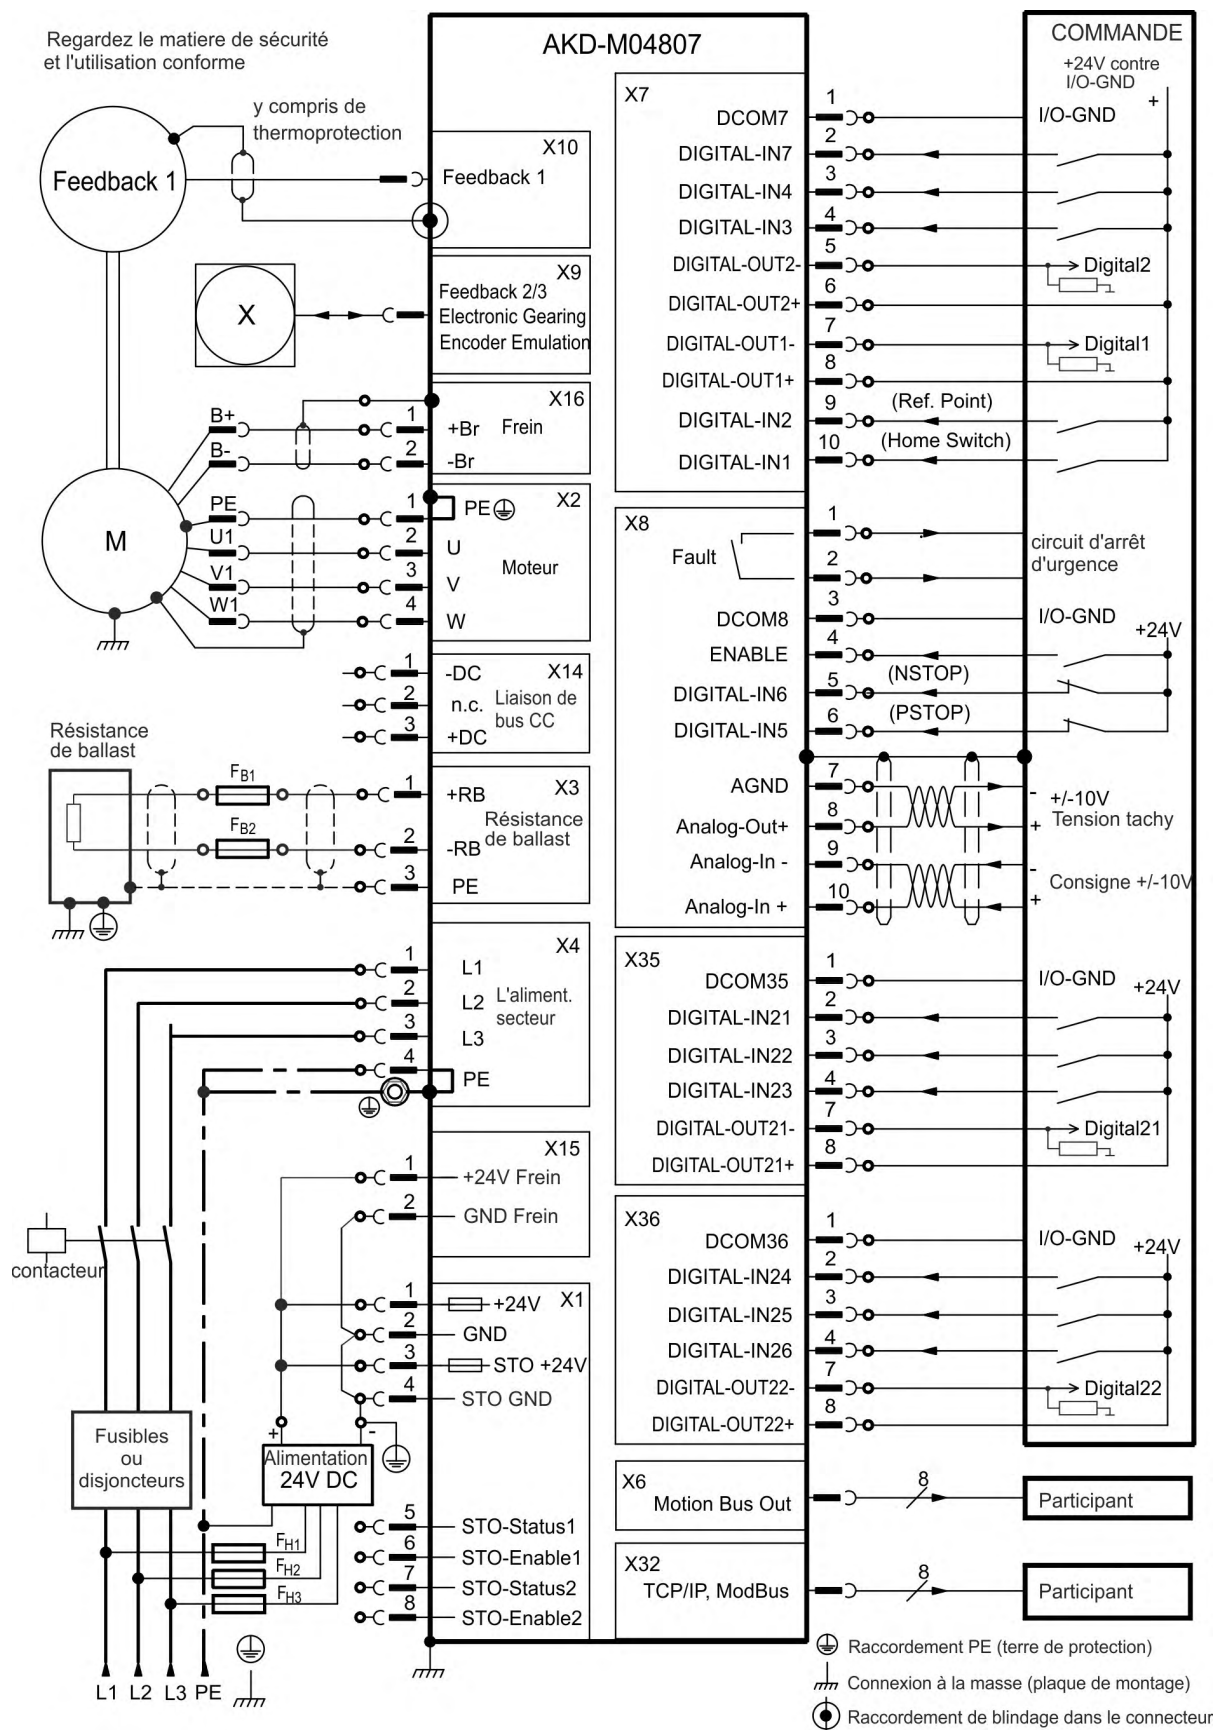 Regardez le matiere de sécurité
et l'utilisation conforme
AKD-M04807
COMMANDE
+24V contre
I/O-GND
+
y compris de
thermoprotection
Feedback 1
X10
Feedback 1
X
X9
Feedback 2/3
Electronic Gearing
Encoder Emulation
X16
B+
1
+Br
Frein
B-
2
-Br
X2
M
PE
1
PE
U1
2
U
Moteur
V1
3
V
W1
4
W
X14
1
-DC
Liaison de
bus CC
2
n.c.
3
+DC
Résistance
de ballast
X3
Résistance
de ballast
FB1
1
+RB
FB2
2
-RB
3
PE
X4
L'aliment.
secteur
1
L1
2
L2
3
L3
4
PE
X15
1
+24V Frein
2
GND Frein
contacteur
X1
1
+24V
2
GND
3
STO +24V
4
STO GND
Fusibles
ou
disjoncteurs
+
-
Alimentation
24V DC
5
STO-Status1
6
STO-Enable1
7
STO-Status2
8
STO-Enable2
FH1
FH2
FH3
L1 L2 L3 PE
X7
DCOM7
1
I/O-GND
DIGITAL-IN7
2
DIGITAL-IN4
3
DIGITAL-IN3
4
DIGITAL-OUT2-
5
Digital2
DIGITAL-OUT2+
6
DIGITAL-OUT1-
7
Digital1
DIGITAL-OUT1+
8
DIGITAL-IN2
9
(Ref. Point)
DIGITAL-IN1
10
(Home Switch)
X8
Fault
1
2
circuit d'arrêt
d'urgence
DCOM8
3
I/O-GND
+24V
ENABLE
4
DIGITAL-IN6
5
(NSTOP)
DIGITAL-IN5
6
(PSTOP)
AGND
7
-
+/-10V
Tension tachy
Analog-Out+
8
+
Analog-In -
9
-
Consigne +/-10V
Analog-In +
10
+
X35
DCOM35
1
I/O-GND
+24V
DIGITAL-IN21
2
DIGITAL-IN22
3
DIGITAL-IN23
4
DIGITAL-OUT21-
7
Digital21
DIGITAL-OUT21+
8
X36
DCOM36
1
I/O-GND
+24V
DIGITAL-IN24
2
DIGITAL-IN25
3
DIGITAL-IN26
4
DIGITAL-OUT22-
7
Digital22
DIGITAL-OUT22+
8
X6
Motion Bus Out
8
Participant
X32
TCP/IP, ModBus
8
Participant
Raccordement PE (terre de protection)
Connexion à la masse (plaque de montage)
Raccordement de blindage dans le connecteur